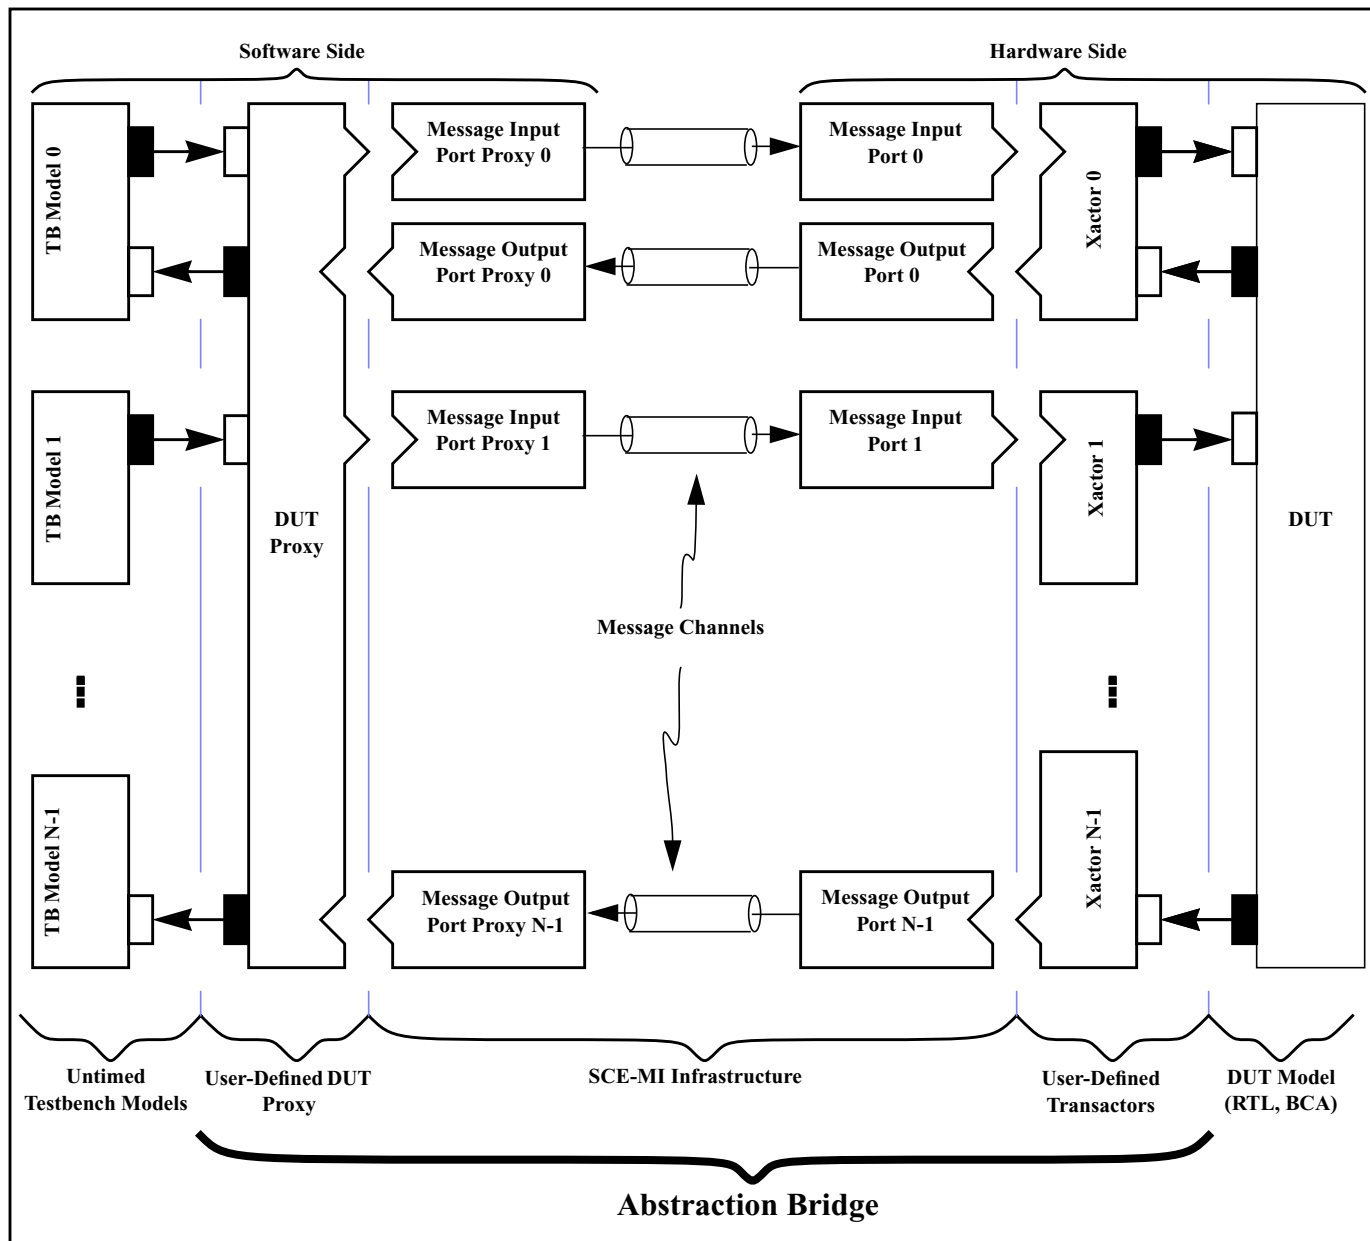 Software Side
Hardware Side
TB Model 0
Message Input
Port Proxy 0
Message Input
Port 0
Xactor 0
Message Output
Port Proxy 0
Message Output
Port 0
TB Model 1
Message Input
Port Proxy 1
Message Input
Port 1
Xactor 1
DUT
Proxy
DUT
Message Channels
TB Model N-1
Message Output
Port Proxy N-1
Message Output
Port N-1
Xactor N-1
Untimed
Testbench Models
User-Defined DUT
Proxy
SCE-MI Infrastructure
User-Defined
Transactors
DUT Model
(RTL, BCA)
Abstraction Bridge